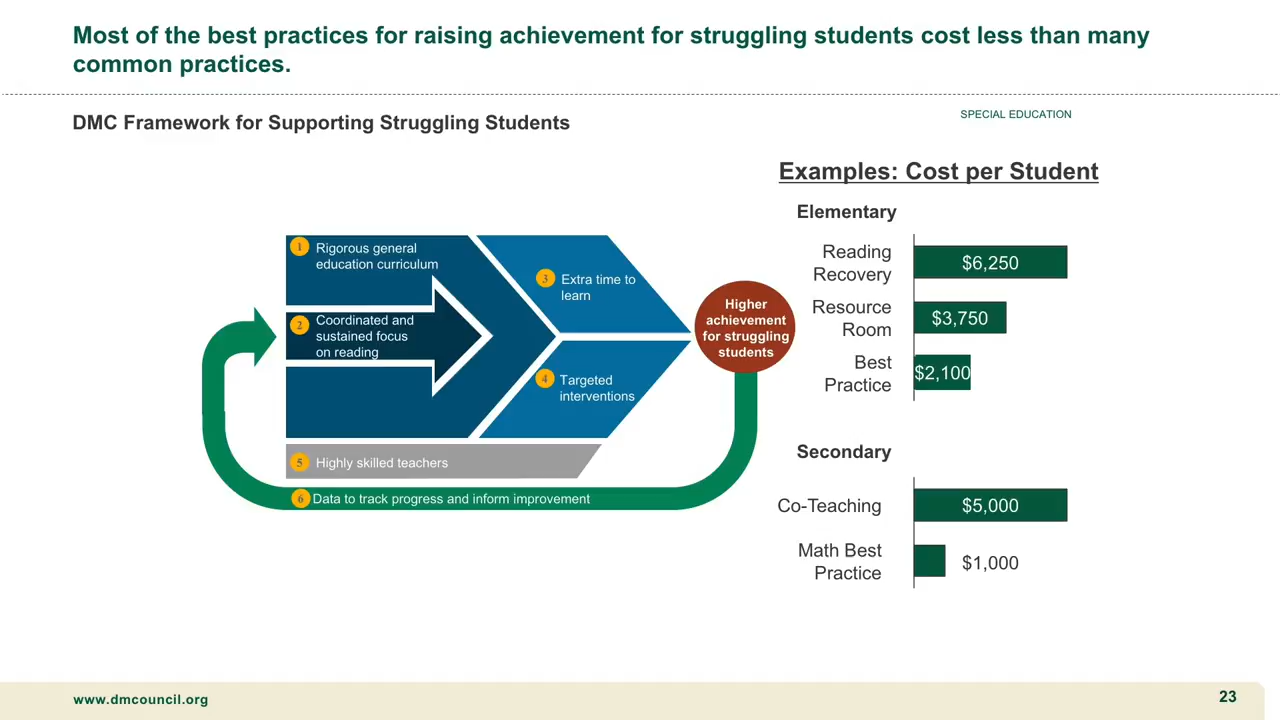 Most of the best practices for raising achievement for struggling students cost less than many
common practices.
DMC Framework for Supporting Struggling Students
SPECIAL EDUCATION
1 Rigorous general
education curriculum
2 Coordinated and
sustained focus
on reading
3 Extra time to
learn
4 Targeted
interventions
5 Highly skilled teachers
6 Data to track progress and inform improvement
Higher
achievement
for struggling
students
Examples: Cost per Student
Elementary
Reading
Recovery
$6,250
Resource
Room
$3,750
Best
Practice
$2,100
Secondary
Co-Teaching
$5,000
Math Best
Practice
$1,000
www.dmcouncil.org
23